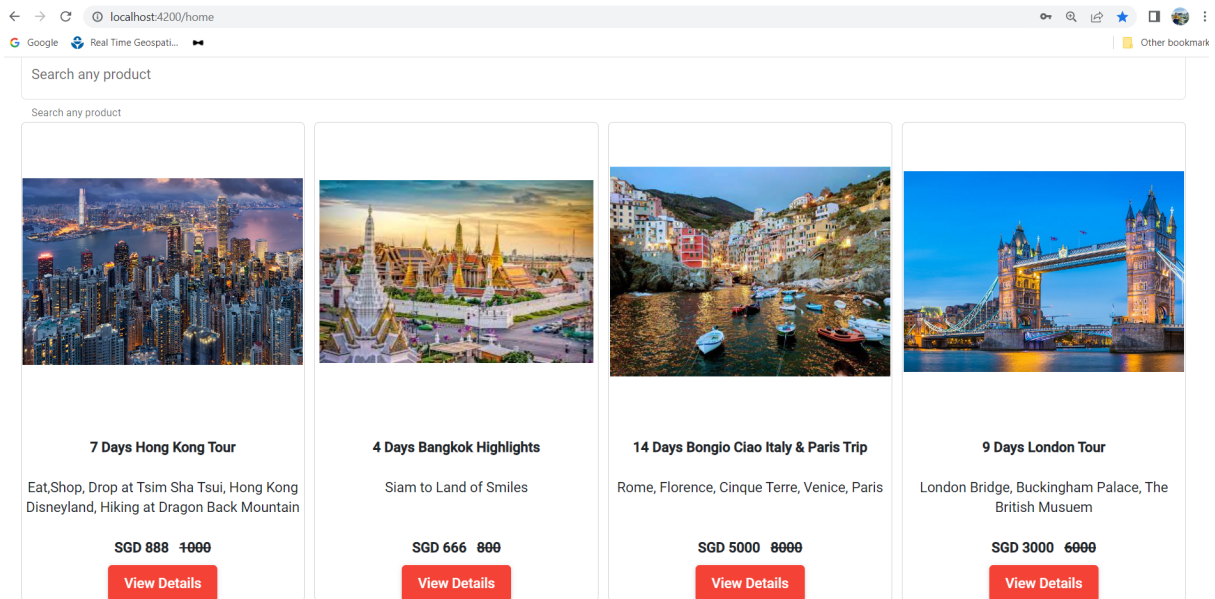 localhost:4200/home
Google Real Time Geospati... Other bookmark
Search any product
Search any product
7 Days Hong Kong Tour
Eat,Shop, Drop at Tsim Sha Tsui, Hong Kong
Disneyland, Hiking at Dragon Back Mountain
SGD 888 1000
View Details
4 Days Bangkok Highlights
Siam to Land of Smiles
SGD 666 800
View Details
14 Days Bongio Ciao Italy & Paris Trip
Rome, Florence, Cinque Terre, Venice, Paris
SGD 5000 8000
View Details
9 Days London Tour
London Bridge, Buckingham Palace, The
British Musuem
SGD 3000 6000
View Details